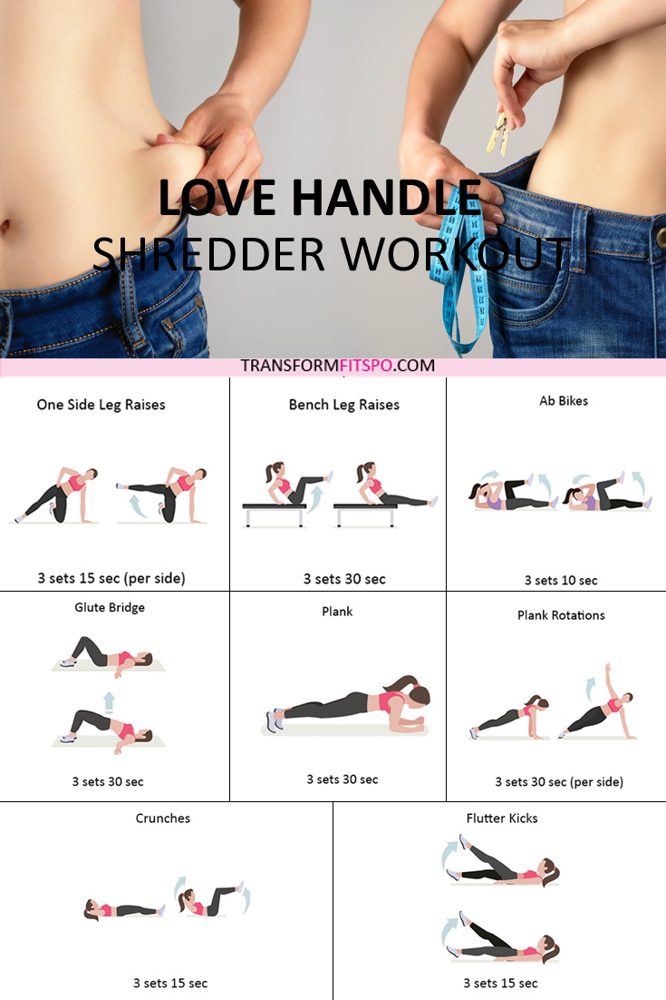 LOVE HANDLE
SHREDDER WORKOUT
TRANSFORMFITSPO.COM
One Side Leg Raises
3 sets 15 sec (per side)
Bench Leg Raises
3 sets 30 sec
Ab Bikes
3 sets 10 sec
Glute Bridge
3 sets 30 sec
Plank
3 sets 30 sec
Plank Rotations
3 sets 30 sec (per side)
Crunches
3 sets 15 sec
Flutter Kicks
3 sets 15 sec